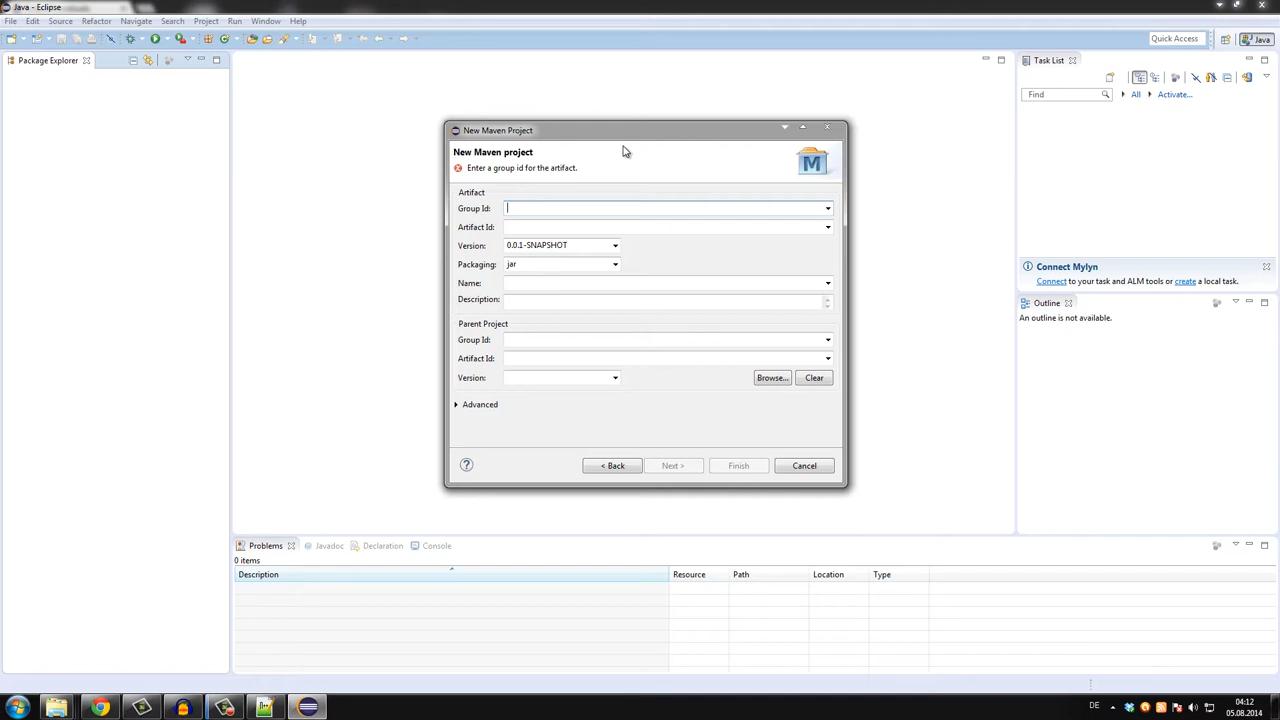 Java - Eclipse
File Edit Source Refactor Navigate Search Project Run Window Help
Quick Access
Java
Package Explorer
Task List
Find
All
Activate...
New Maven Project
New Maven project
Enter a group id for the artifact.
M
Artifact
Group Id:
Artifact Id:
Version: 0.0.1-SNAPSHOT
Packaging: jar
Name:
Description:
Parent Project
Group Id:
Artifact Id:
Version:
Browse... Clear
Advanced
< Back Next > Finish Cancel
Connect Mylyn
Connect to your task and ALM tools or create a local task.
Outline
An outline is not available.
Problems Javadoc Declaration Console
0 items
Description Resource Path Location Type
DE
04:12
05.08.2014